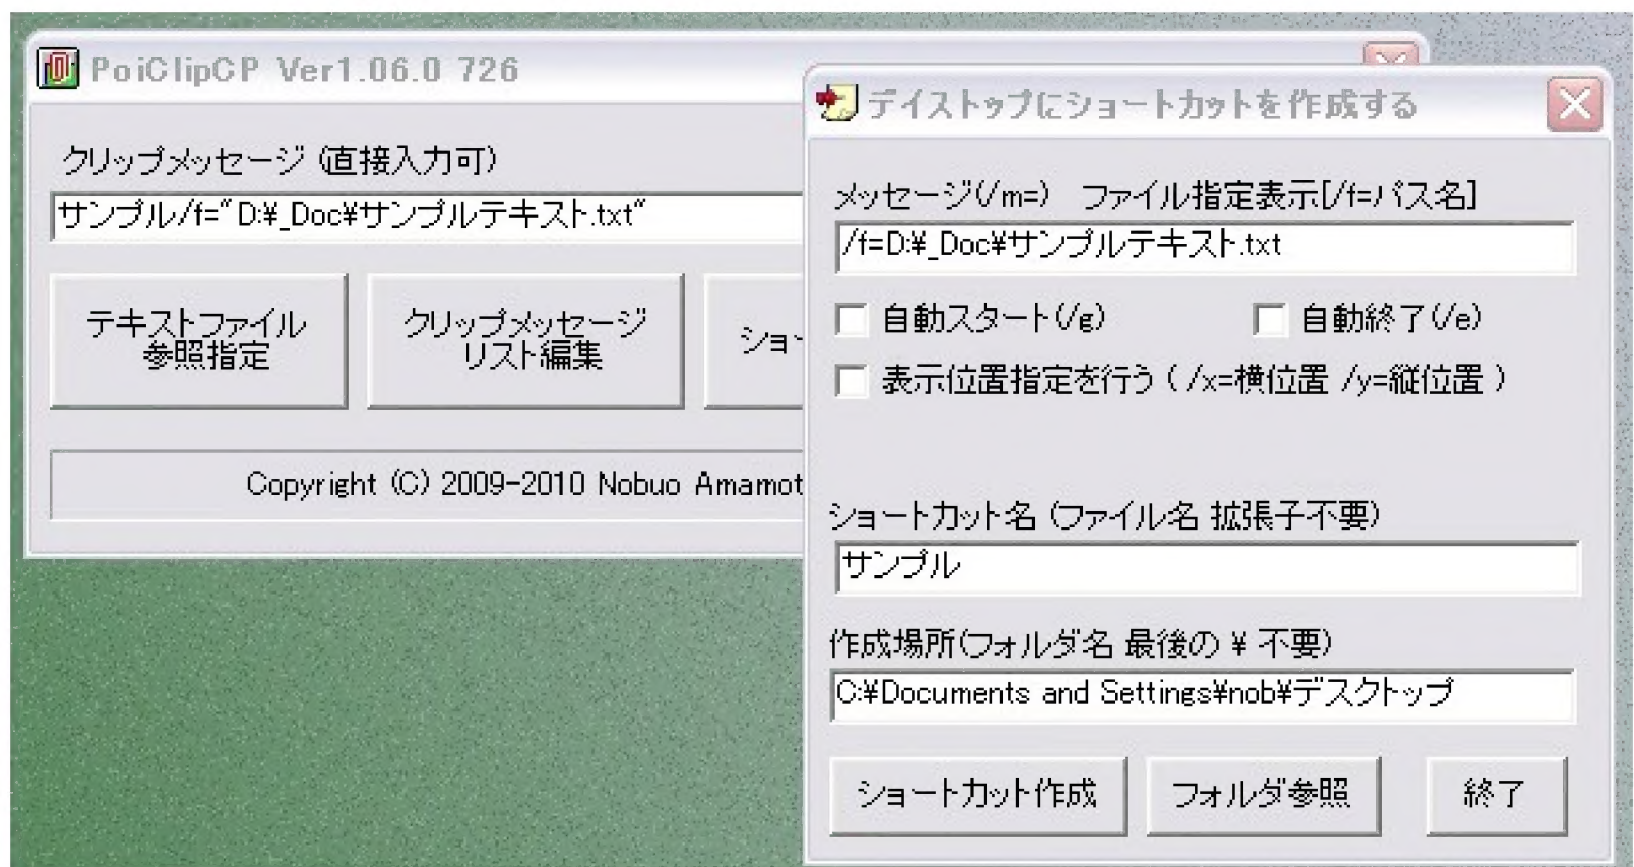 PoiClipCP Ver1.06.0 726
クリップメッセージ (直接入力可)
サンプル/f="D:¥_Doc¥サンプルテキスト.txt"
テキストファイル
参照指定
クリップメッセージ
リスト編集
ショ
Copyright (C) 2009-2010 Nobuo Amamot
デイストップにショートカットを作成する
メッセージ(/m=) ファイル指定表示[/f=パス名]
/f=D:¥_Doc¥サンプルテキスト.txt
自動スタート(/g)
自動終了(/e)
表示位置指定を行う ( /x=横位置 /y=縦位置 )
ショートカット名 (ファイル名 拡張子不要)
サンプル
作成場所(フォルダ名 最後の ¥ 不要)
C:¥Documents and Settings¥nob¥デスクトップ
ショートカット作成
フォルダ参照
終了